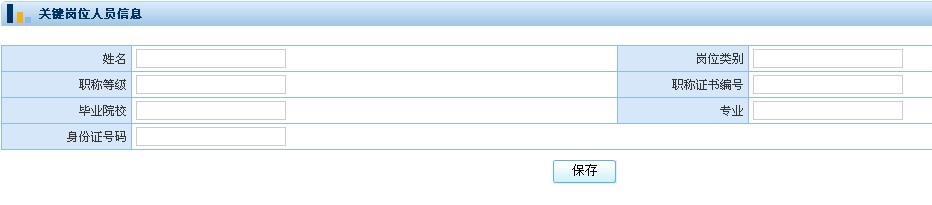 关键岗位人员信息
姓名 岗位类别
职称等级 职称证书编号
毕业院校 专业
身份证号码
保存